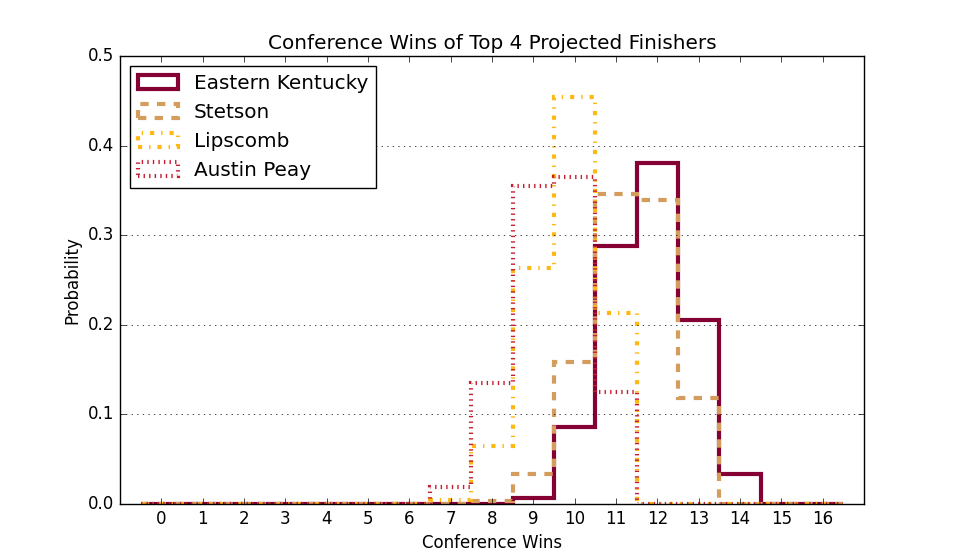 Conference Wins of Top 4 Projected Finishers
0.5
0.4
0.3
0.2
0.1
0.0
Probability
Eastern Kentucky
Stetson
Lipscomb
Austin Peay
0 1 2 3 4 5 6 7 8 9 10 11 12 13 14 15 16
Conference Wins